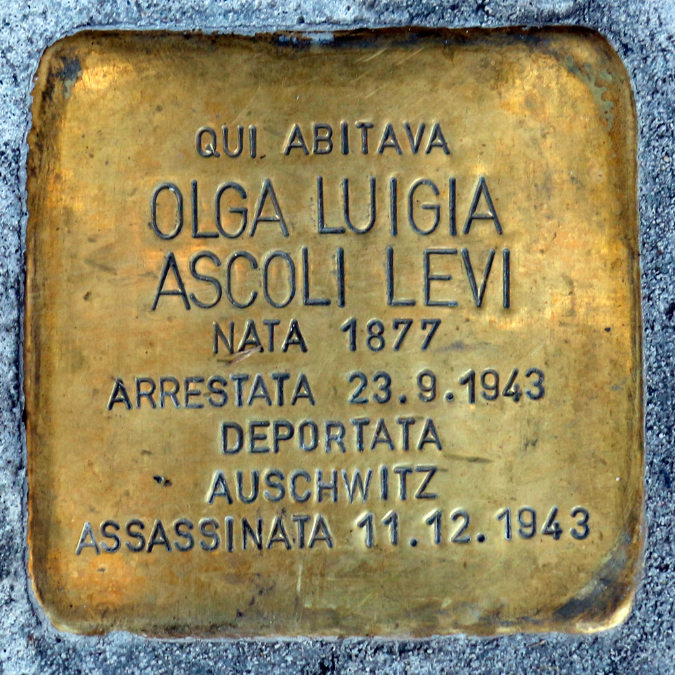 QUI ABITAVA
OLGA LUIGIA
ASCOLI LEVI
NATA 1877
ARRESTATA 23.9.1943
DEPORTATA
AUSCHWITZ
ASSASSINATA 11.12.1943